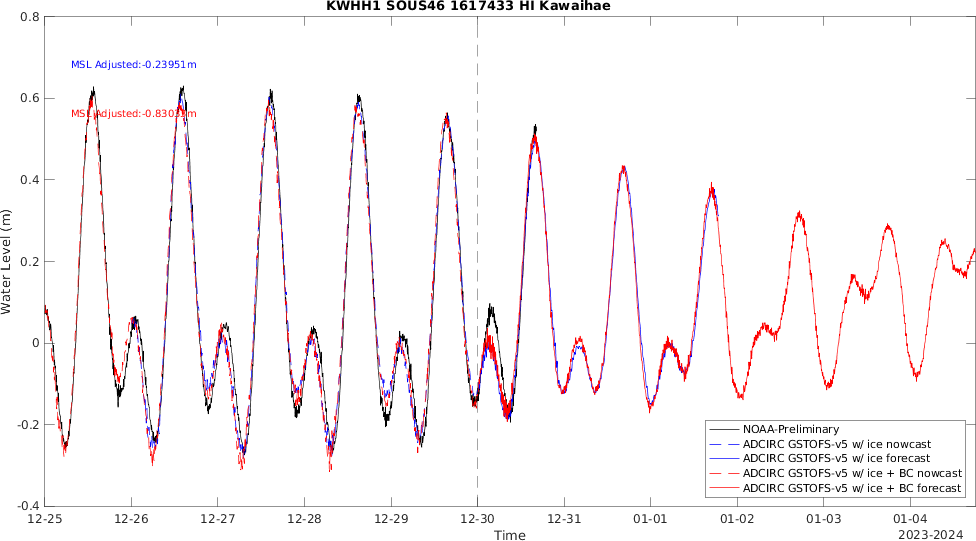 KWHH1 SOUS46 1617433 HI Kawaihae
0.8
0.6
0.4
0.2
0
-0.2
-0.4
Water Level (m)
MSL Adjusted:-0.23951m
Adjusted:-0.8303
NOAA-Preliminary
ADCIRC GSTOFS-v5 w/ ice nowcast
ADCIRC GSTOFS-v5 w/ ice forecast
ADCIRC GSTOFS-v5 w/ ice + BC nowcast
ADCIRC GSTOFS-v5 w/ ice + BC forecast
12-25 12-26 12-27 12-28 12-29 12-30 12-31 01-01 01-02 01-03 01-04
Time
2023-2024